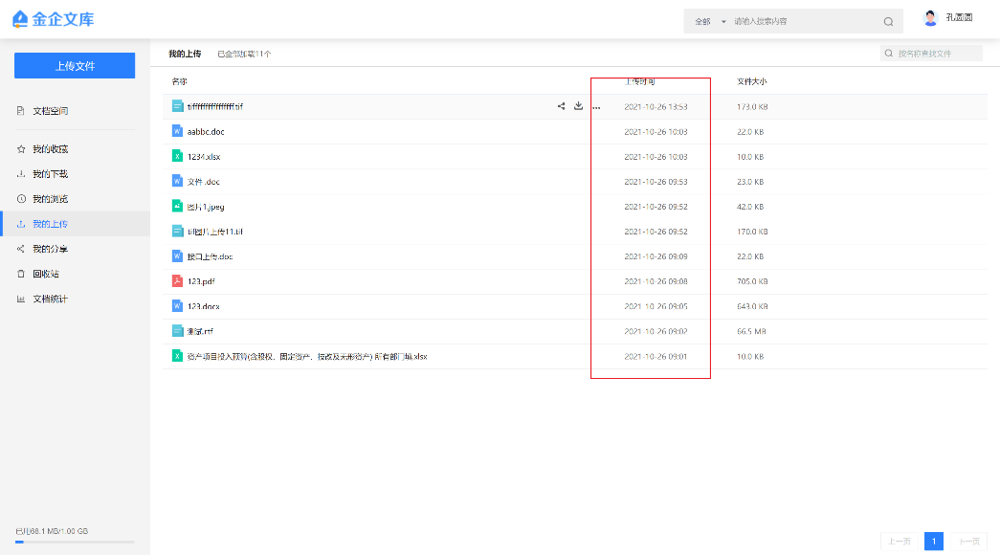 金企文库
全部 请输入搜索内容
孔圆圆
上传文件
文档空间
我的收藏
我的下载
我的浏览
我的上传
我的分享
回收站
文档统计
已用68.1 MB/1.00 GB
我的上传 已全部加载11个
按名称查找文件
名称 上传时间 文件大小
2021-10-26 13:53 173.0 KB
aabbc.doc 2021-10-26 10:03 22.0 KB
1234.xlsx 2021-10-26 10:03 10.0 KB
文件 .doc 2021-10-26 09:53 23.0 KB
图片1.jpeg 2021-10-26 09:52 42.0 KB
tif图片上传11.tif 2021-10-26 09:52 170.0 KB
接口上传.doc 2021-10-26 09:09 22.0 KB
123.pdf 2021-10-26 09:08 705.0 KB
123.docx 2021-10-26 09:05 643.0 KB
测试.rtf 2021-10-26 09:02 66.5 MB
资产项目投入预算(含股权、固定资产、技改及无形资产) 所有部门填.xlsx 2021-10-26 09:01 10.0 KB
上一页 1 下一页